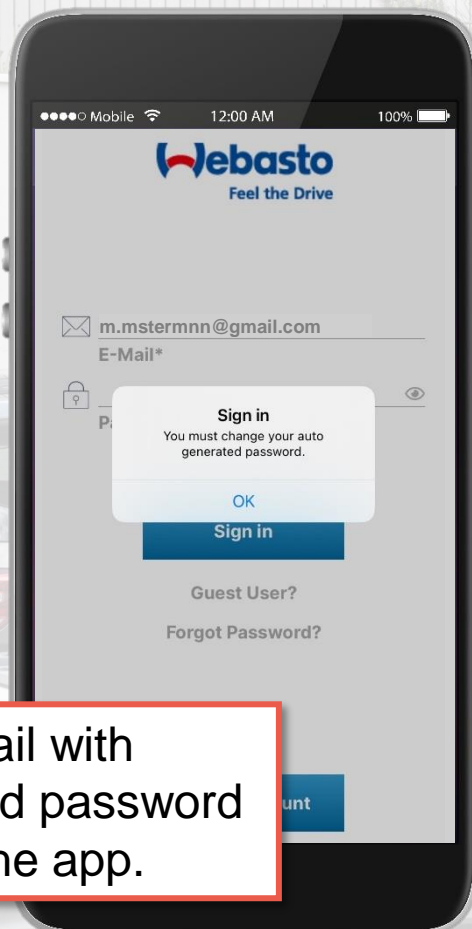 Mobile 12:00 AM 100%
Webasto
Feel the Drive
m.mstermnn@gmail.com
E-Mail*
Sign in
You must change your auto
generated password.
OK
Sign in
Guest User?
Forgot Password?
ail with
d password
unt
ne app.